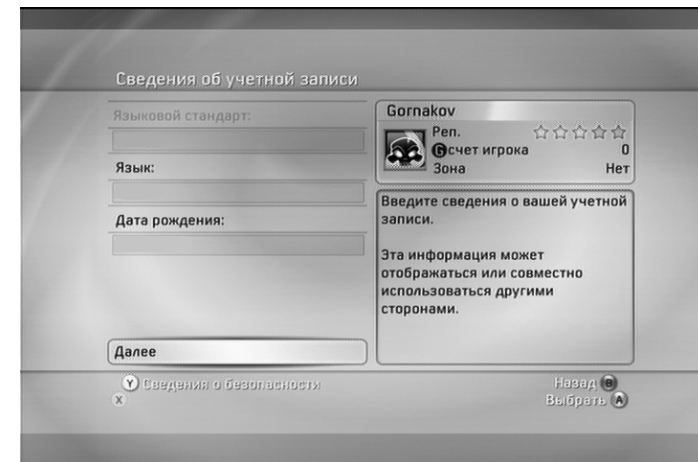 Сведения об учетной записи
Языковой стандарт:
Язык:
Дата рождения:
Далее
Gornakov
Реп.
G счет игрока 0
Зона Нет
Введите сведения о вашей учетной
записи.
Эта информация может
отображаться или совместно
использоваться другими
сторонами.
Y Сведения о безопасности
X
Назад B
Выбрать A